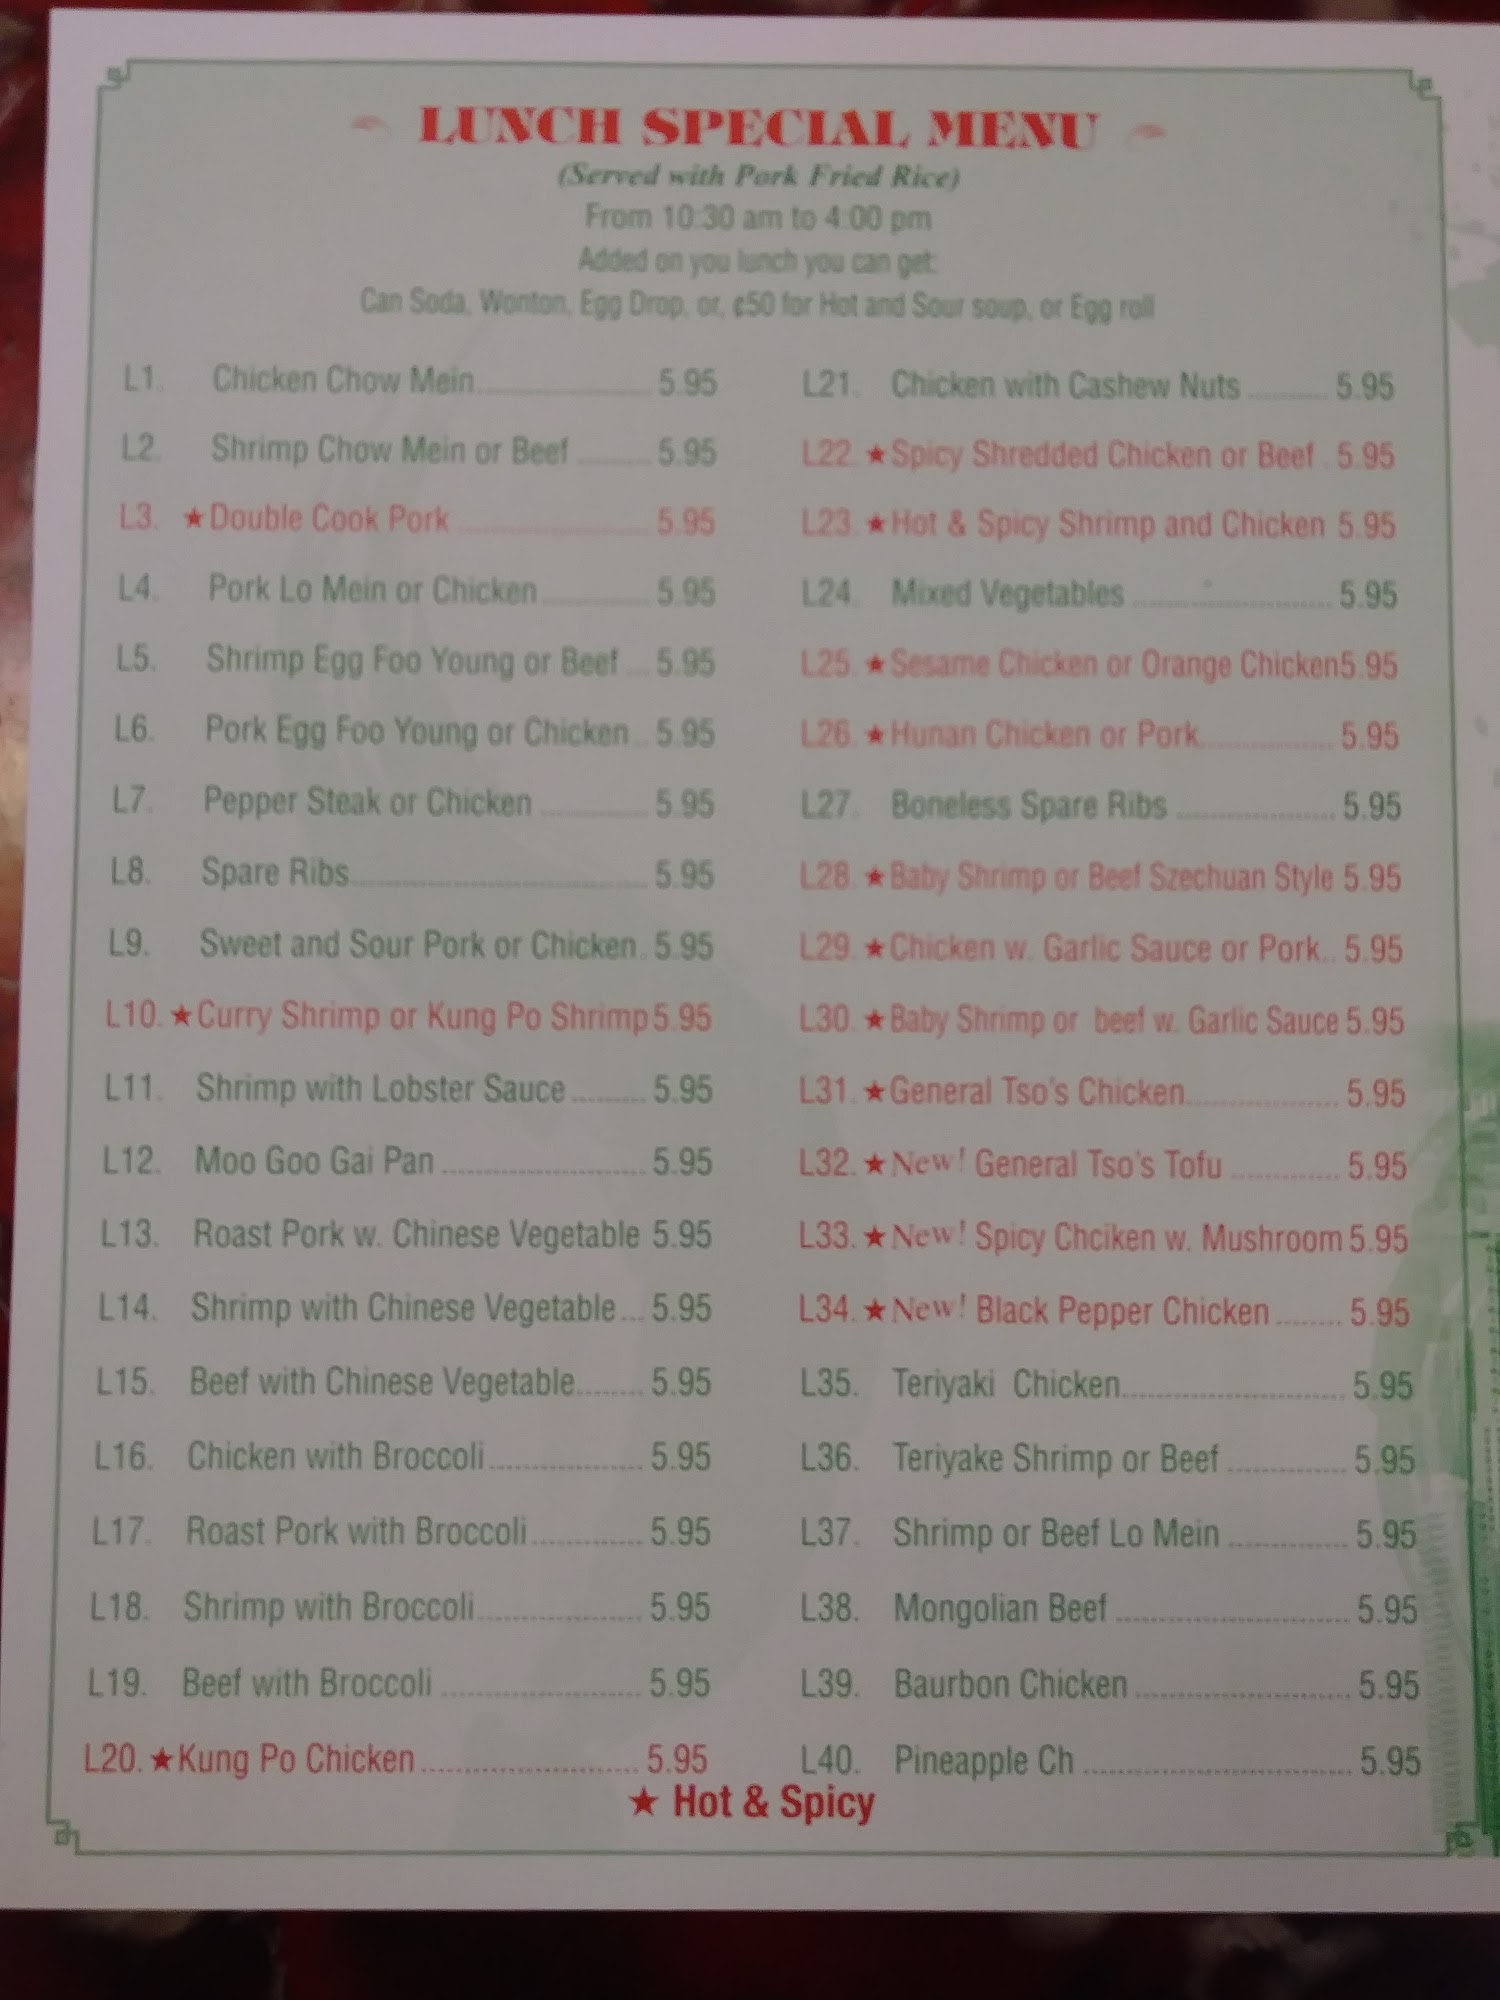 LUNCH SPECIAL MENU
(Served with Pork Fried Rice)
From 10:30 am to 4:00 pm
Added on you lunch you can get:
Can Soda, Wonton, Egg Drop, or, ¢50 for Hot and Sour soup, or Egg roll
L1. Chicken Chow Mein 5.95
L2. Shrimp Chow Mein or Beef 5.95
L3. ★Double Cook Pork 5.95
L4. Pork Lo Mein or Chicken 5.95
L5. Shrimp Egg Foo Young or Beef 5.95
L6. Pork Egg Foo Young or Chicken 5.95
L7. Pepper Steak or Chicken 5.95
L8. Spare Ribs 5.95
L9. Sweet and Sour Pork or Chicken 5.95
L10. ★Curry Shrimp or Kung Po Shrimp 5.95
L11. Shrimp with Lobster Sauce 5.95
L12. Moo Goo Gai Pan 5.95
L13. Roast Pork w. Chinese Vegetable 5.95
L14. Shrimp with Chinese Vegetable 5.95
L15. Beef with Chinese Vegetable 5.95
L16. Chicken with Broccoli 5.95
L17. Roast Pork with Broccoli 5.95
L18. Shrimp with Broccoli 5.95
L19. Beef with Broccoli 5.95
L20. ★Kung Po Chicken 5.95
L21. Chicken with Cashew Nuts 5.95
L22. ★Spicy Shredded Chicken or Beef 5.95
L23. ★Hot & Spicy Shrimp and Chicken 5.95
L24. Mixed Vegetables 5.95
L25. ★Sesame Chicken or Orange Chicken 5.95
L26. ★Hunan Chicken or Pork 5.95
L27. Boneless Spare Ribs 5.95
L28. ★Baby Shrimp or Beef Szechuan Style 5.95
L29. ★Chicken w. Garlic Sauce or Pork 5.95
L30. ★Baby Shrimp or beef w. Garlic Sauce 5.95
L31. ★General Tso's Chicken 5.95
L32. ★New! General Tso's Tofu 5.95
L33. ★New! Spicy Chciken w. Mushroom 5.95
L34. ★New! Black Pepper Chicken 5.95
L35. Teriyaki Chicken 5.95
L36. Teriyake Shrimp or Beef 5.95
L37. Shrimp or Beef Lo Mein 5.95
L38. Mongolian Beef 5.95
L39. Baurbon Chicken 5.95
L40. Pineapple Ch 5.95
★ Hot & Spicy